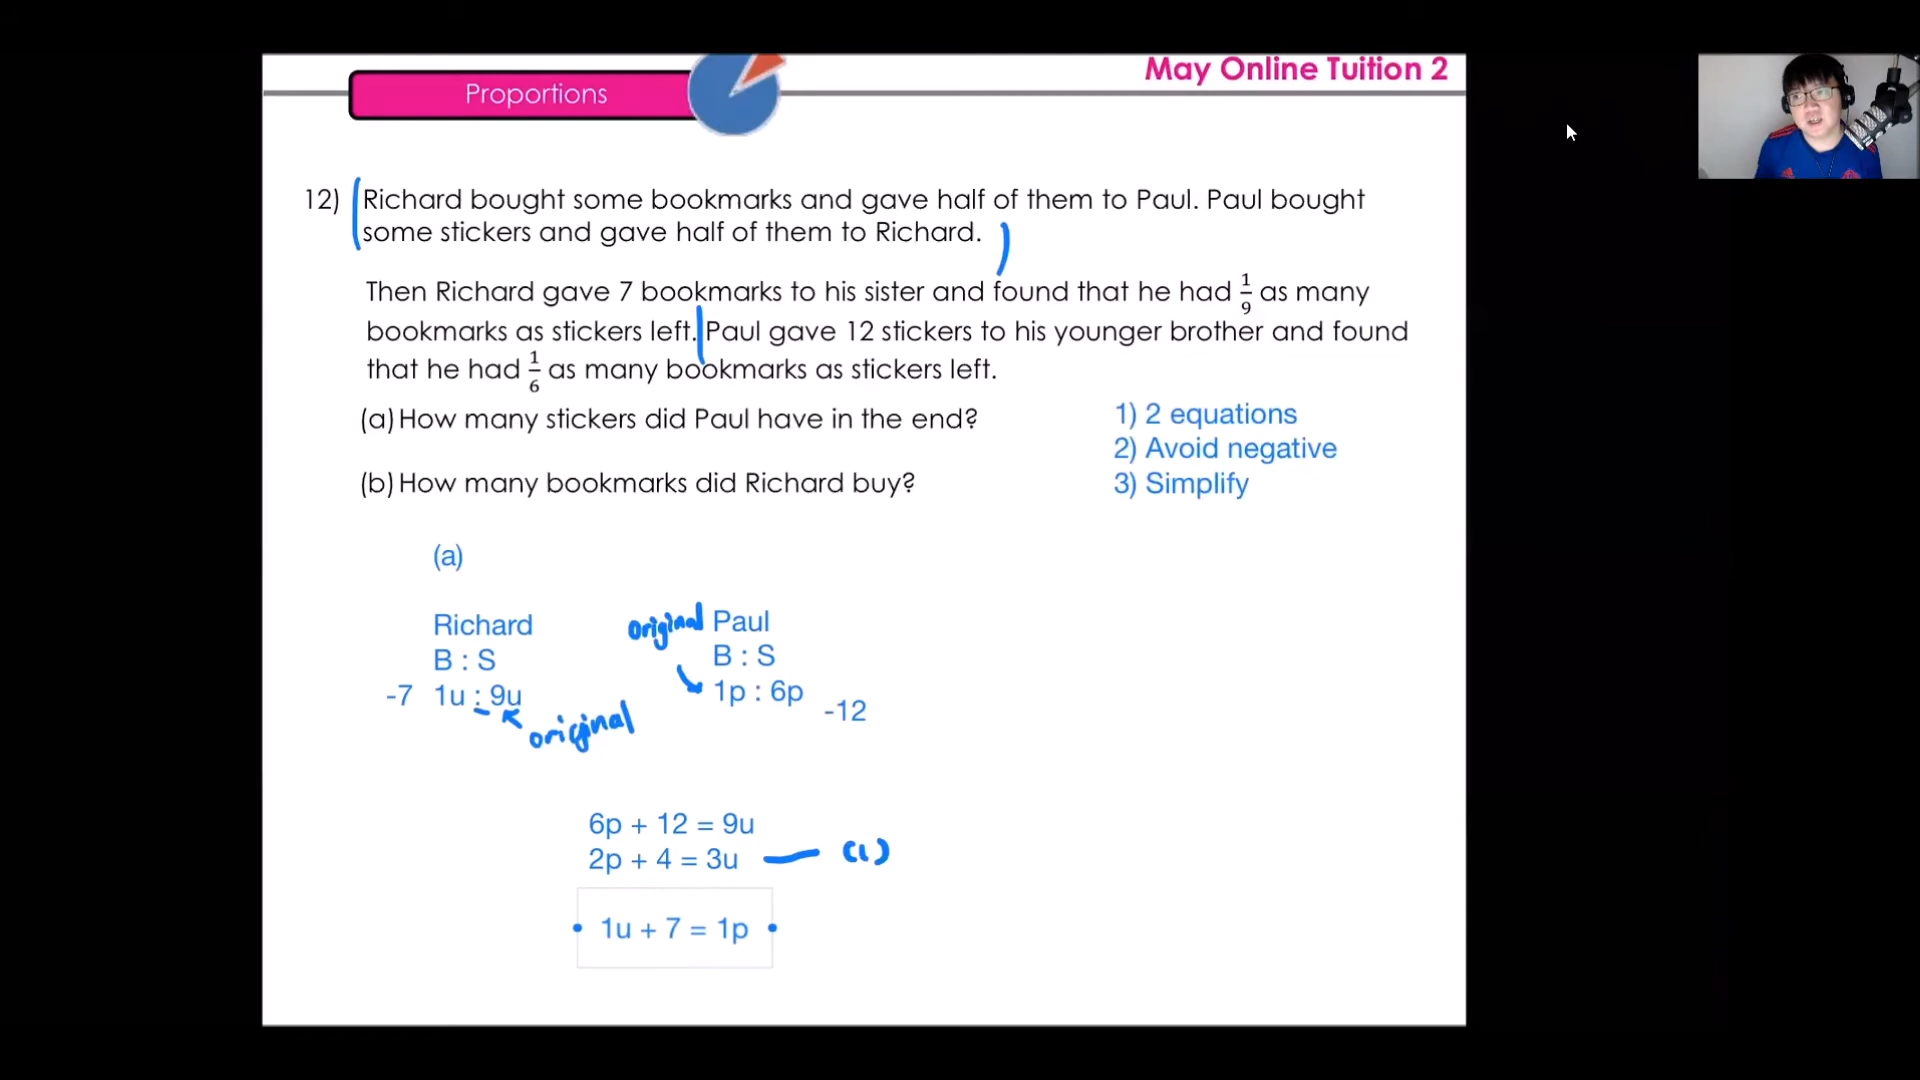 May Online Tuition 2
Proportions
12) Richard bought some bookmarks and gave half of them to Paul. Paul bought
some stickers and gave half of them to Richard.
Then Richard gave 7 bookmarks to his sister and found that he had 1/9 as many
bookmarks as stickers left. Paul gave 12 stickers to his younger brother and found
that he had 1/6 as many bookmarks as stickers left.
(a) How many stickers did Paul have in the end?
(b) How many bookmarks did Richard buy?
1) 2 equations
2) Avoid negative
3) Simplify
(a)
Richard
B : S
-7 1u : 9u
original
original
Paul
B : S
1p : 6p
-12
6p + 12 = 9u
2p + 4 = 3u — (1)
1u + 7 = 1p